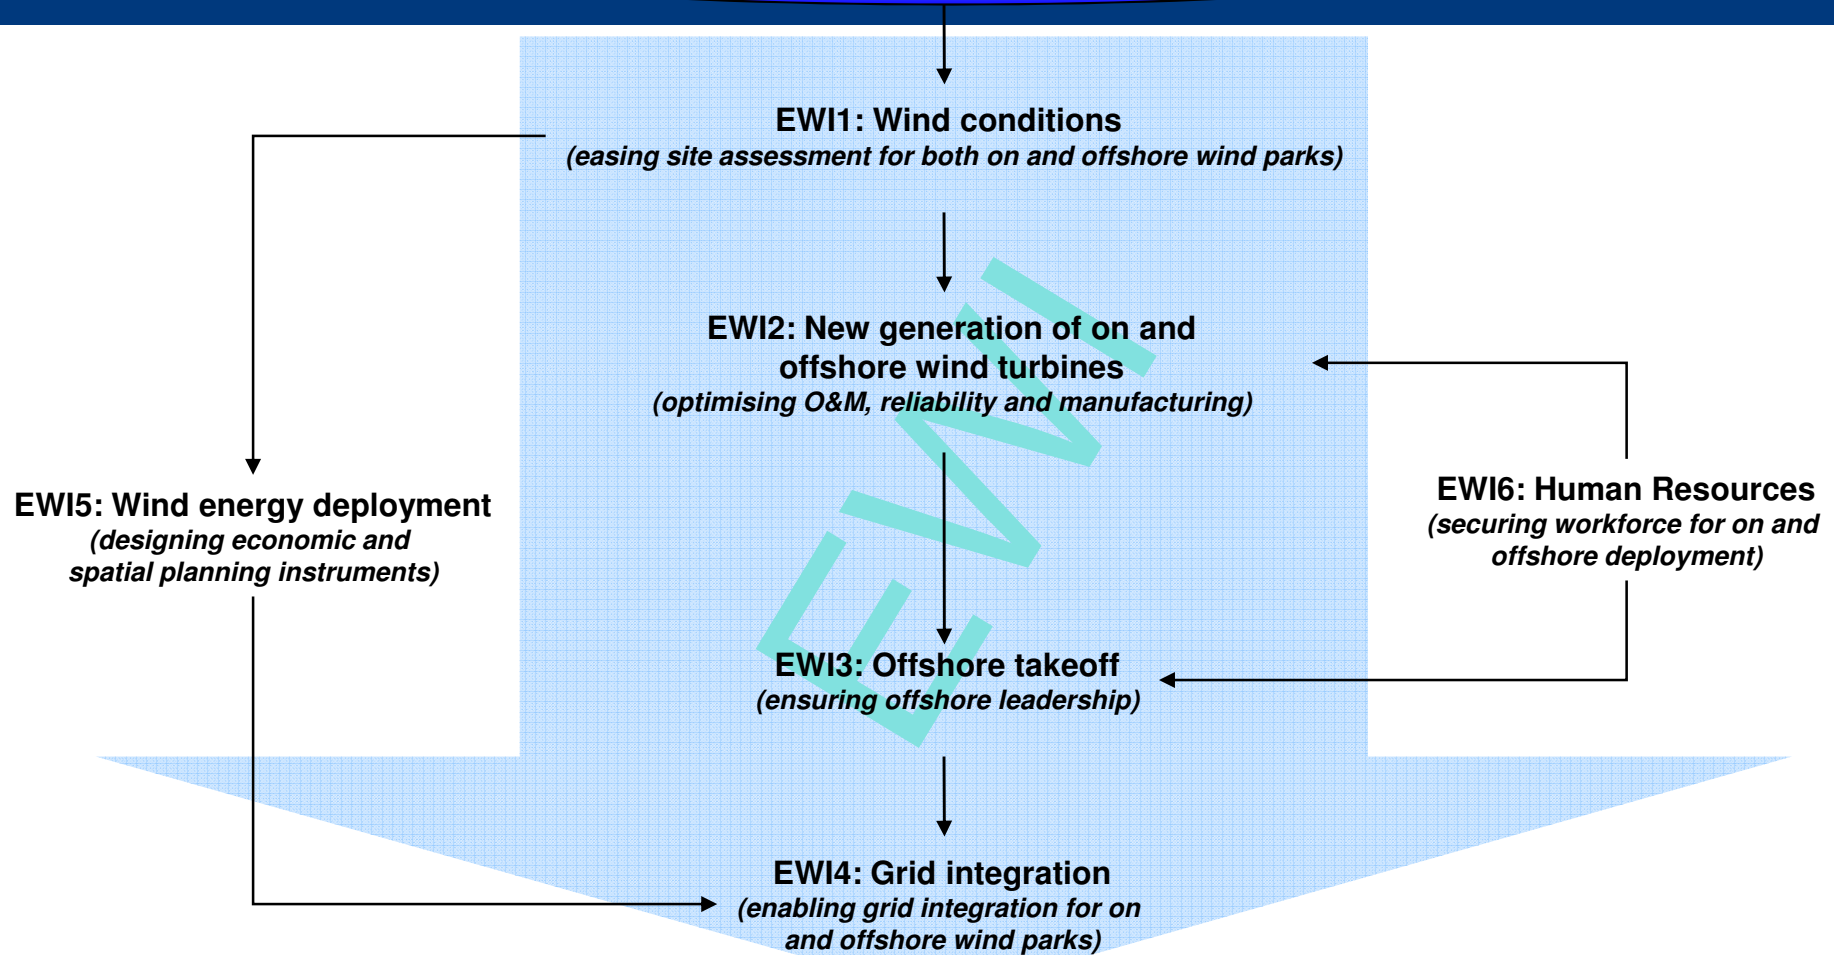 EWI1: Wind conditions
(easing site assessment for both on and offshore wind parks)
EWI2: New generation of on and
offshore wind turbines
(optimising O&M, reliability and manufacturing)
EWI5: Wind energy deployment
(designing economic and
spatial planning instruments)
EWI6: Human Resources
(securing workforce for on and
offshore deployment)
EWI
EWI3: Offshore takeoff
(ensuring offshore leadership)
EWI4: Grid integration
(enabling grid integration for on
and offshore wind parks)